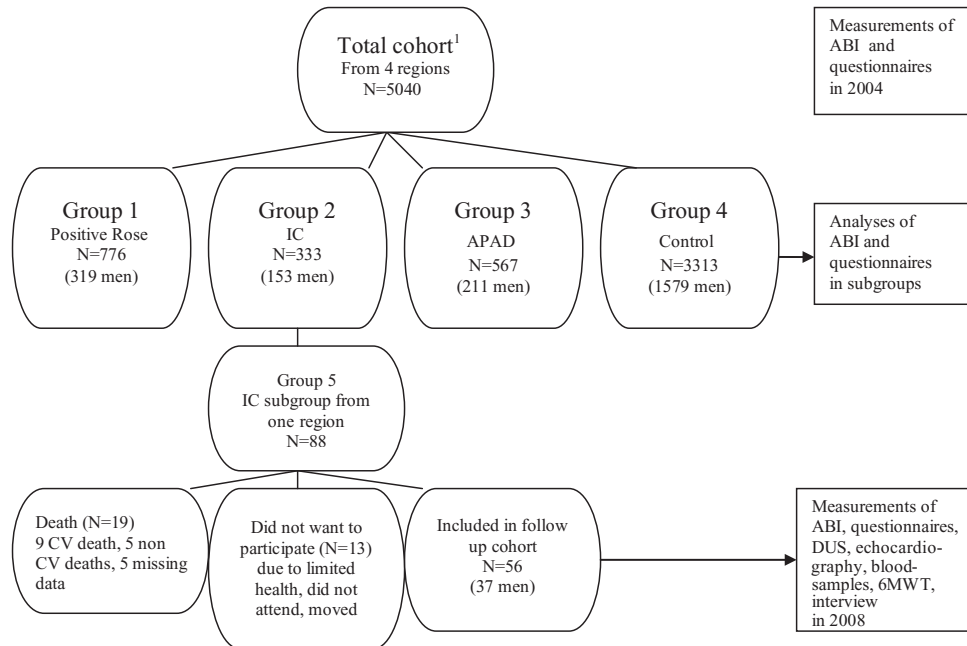 Total cohort1
From 4 regions
N=5040
Measurements of
ABI and
questionnaires
in 2004
Group 1
Positive Rose
N=776
(319 men)
Group 2
IC
N=333
(153 men)
Group 3
APAD
N=567
(211 men)
Group 4
Control
N=3313
(1579 men)
Analyses of
ABI and
questionnaires
in subgroups
Group 5
IC subgroup from
one region
N=88
Death (N=19)
9 CV death, 5 non
CV deaths, 5 missing
data
Did not want to
participate (N=13)
due to limited
health, did not
attend, moved
Included in follow
up cohort
N=56
(37 men)
Measurements of
ABI, questionnaires,
DUS, echocardio-
graphy, blood-
samples, 6MWT,
interview
in 2008